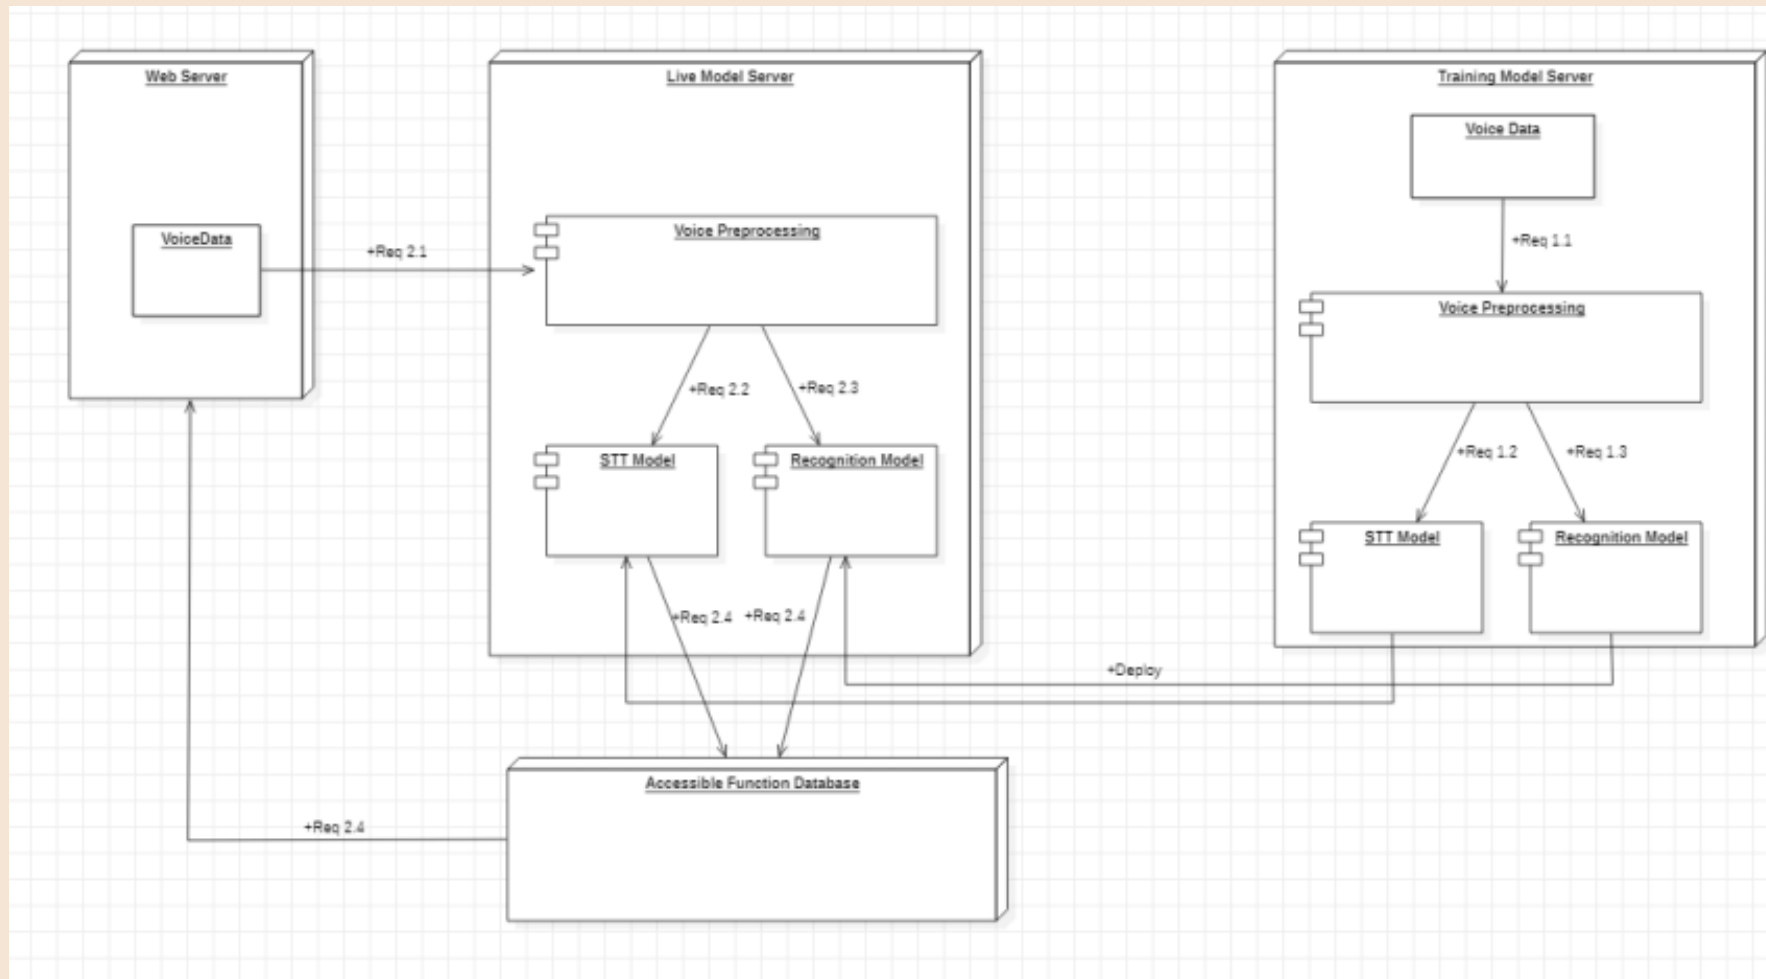 Web Server
VoiceData
+Req 2.1
Live Model Server
Voice Preprocessing
+Req 2.2
+Req 2.3
STT Model
Recognition Model
+Req 2.4
+Req 2.4
Training Model Server
Voice Data
+Req 1.1
Voice Preprocessing
+Req 1.2
+Req 1.3
STT Model
Recognition Model
+Deploy
Accessible Function Database
+Req 2.4